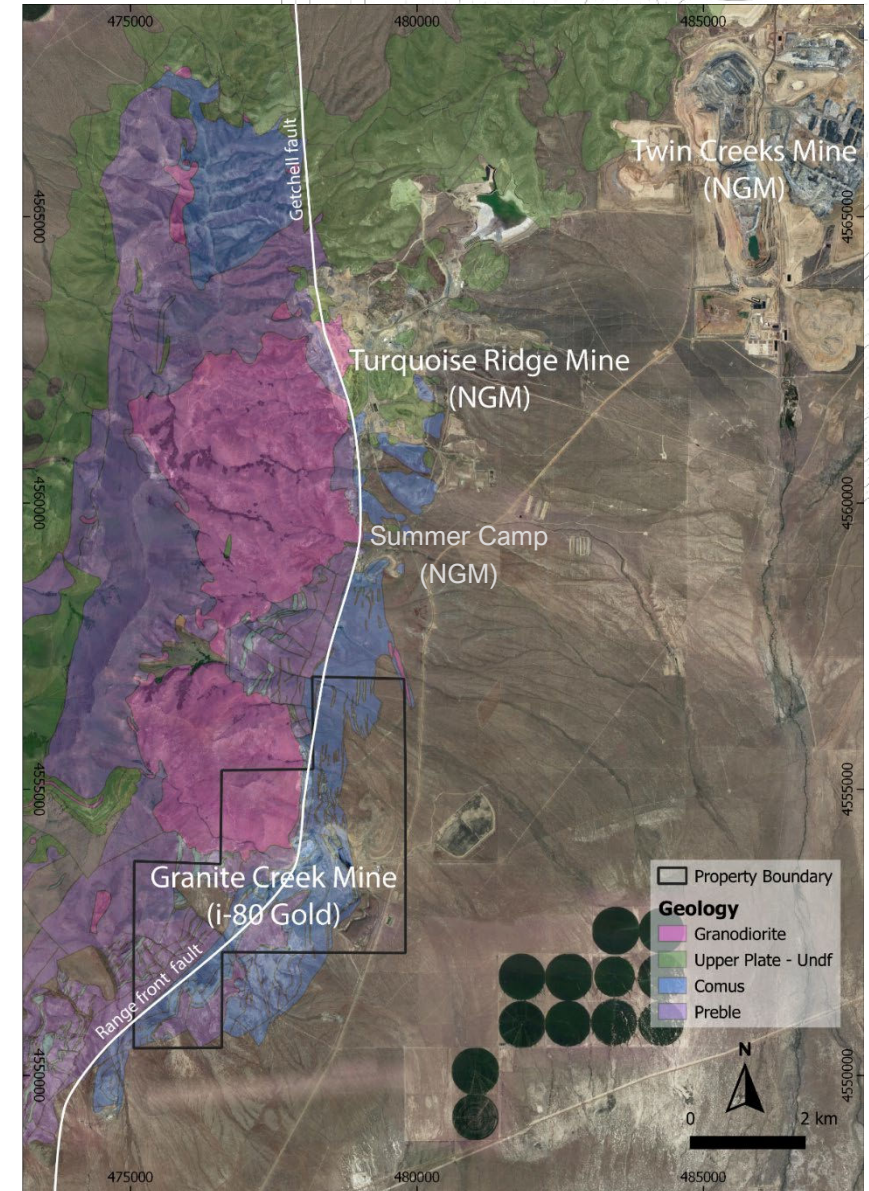 475000
480000
485000
Getchell fault
Twin Creeks Mine
(NGM)
4565000
4565000
Turquoise Ridge Mine
(NGM)
4560000
4560000
Summer Camp
(NGM)
4555000
4555000
Granite Creek Mine
(i-80 Gold)
Range front fault
Property Boundary
Geology
Granodiorite
Upper Plate - Undf
Comus
Preble
N
0 2 km
4550000
4550000
475000
480000
485000